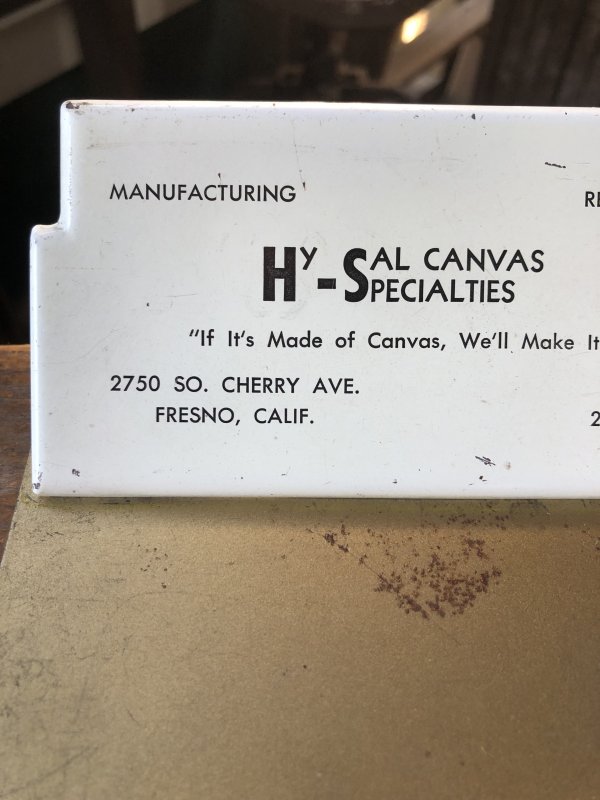 MANUFACTURING
HY-SAL CANVAS
SPECIALTIES
"If It's Made of Canvas, We'll Make It
2750 SO. CHERRY AVE.
FRESNO, CALIF.